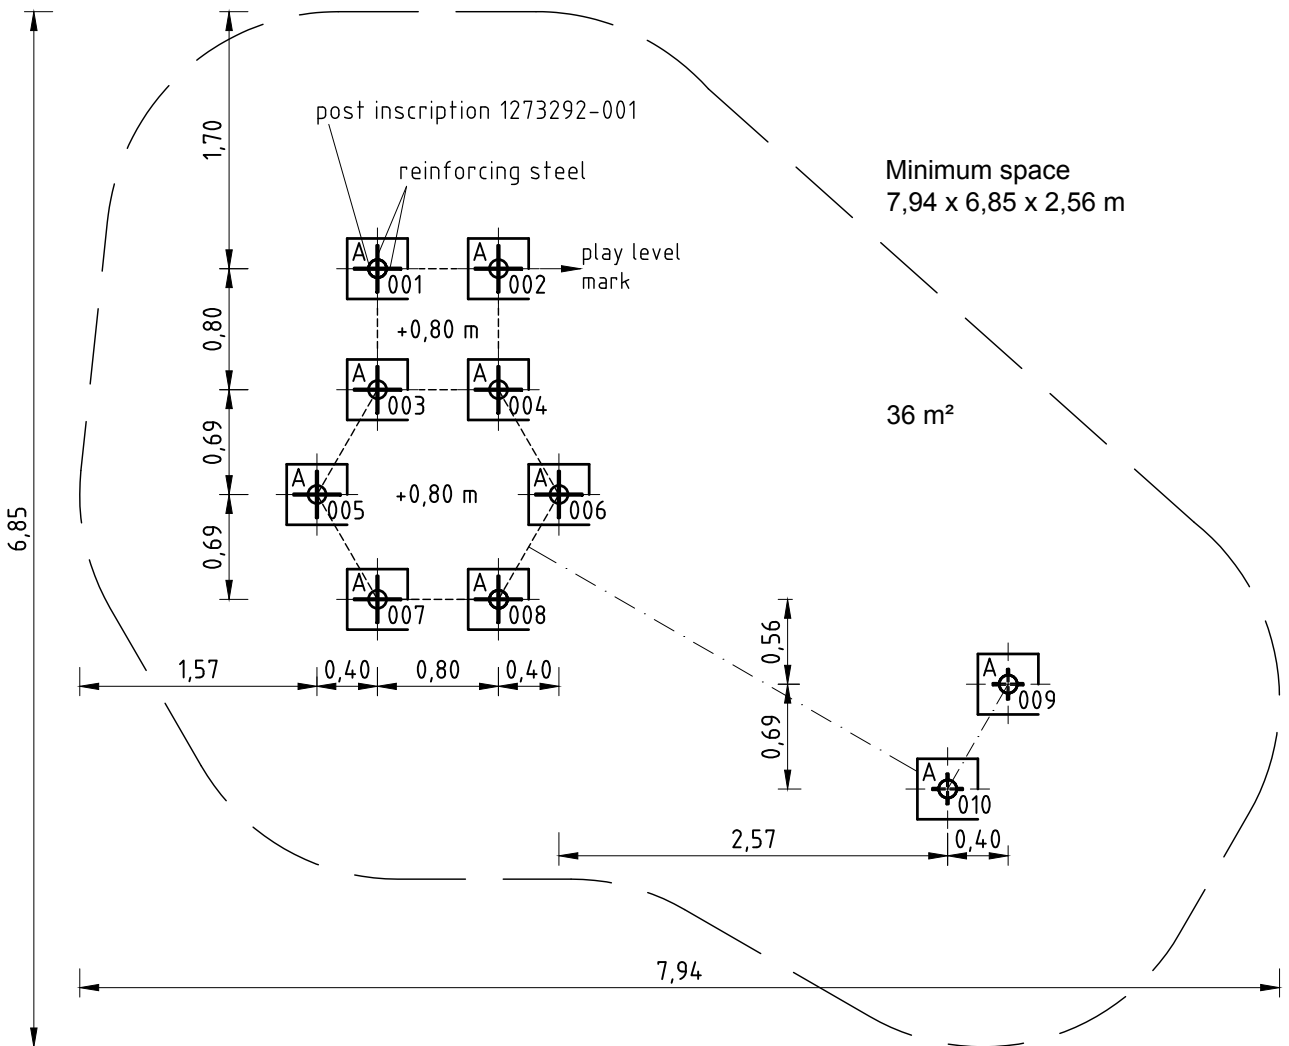 post inscription 1273292-001
reinforcing steel
Minimum space
7,94 x 6,85 x 2,56 m
36 m²
play level
mark
1,70
0,80
0,69
0,69
6,85
A
001
A
002
+0,80 m
A
003
A
004
A
005
+0,80 m
A
006
A
007
A
008
1,57
0,40
0,80
0,40
0,56
0,69
A
009
A
010
2,57
0,40
7,94